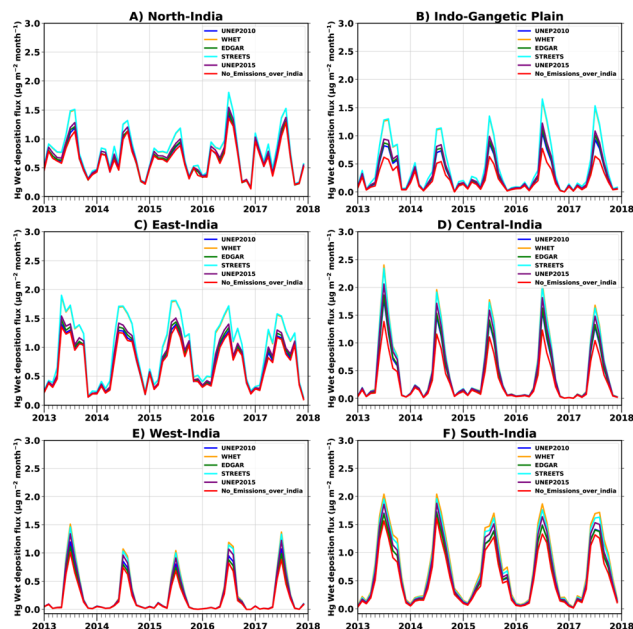 A) North-India
Hg Wet deposition flux (µg m⁻² month⁻¹)
3.0
2.5
2.0
1.5
1.0
0.5
0.0
UNEP2010
WHET
EDGAR
STREETS
UNEP2015
No_Emissions_over_india
2013 2014 2015 2016 2017 2018
B) Indo-Gangetic Plain
Hg Wet deposition flux (µg m⁻² month⁻¹)
3.0
2.5
2.0
1.5
1.0
0.5
0.0
UNEP2010
WHET
EDGAR
STREETS
UNEP2015
No_Emissions_over_india
2013 2014 2015 2016 2017 2018
C) East-India
Hg Wet deposition flux (µg m⁻² month⁻¹)
3.0
2.5
2.0
1.5
1.0
0.5
0.0
UNEP2010
WHET
EDGAR
STREETS
UNEP2015
No_Emissions_over_india
2013 2014 2015 2016 2017 2018
D) Central-India
Hg Wet deposition flux (µg m⁻² month⁻¹)
3.0
2.5
2.0
1.5
1.0
0.5
0.0
UNEP2010
WHET
EDGAR
STREETS
UNEP2015
No_Emissions_over_india
2013 2014 2015 2016 2017 2018
E) West-India
Hg Wet deposition flux (µg m⁻² month⁻¹)
3.0
2.5
2.0
1.5
1.0
0.5
0.0
UNEP2010
WHET
EDGAR
STREETS
UNEP2015
No_Emissions_over_india
2013 2014 2015 2016 2017 2018
F) South-India
Hg Wet deposition flux (µg m⁻² month⁻¹)
3.0
2.5
2.0
1.5
1.0
0.5
0.0
UNEP2010
WHET
EDGAR
STREETS
UNEP2015
No_Emissions_over_india
2013 2014 2015 2016 2017 2018